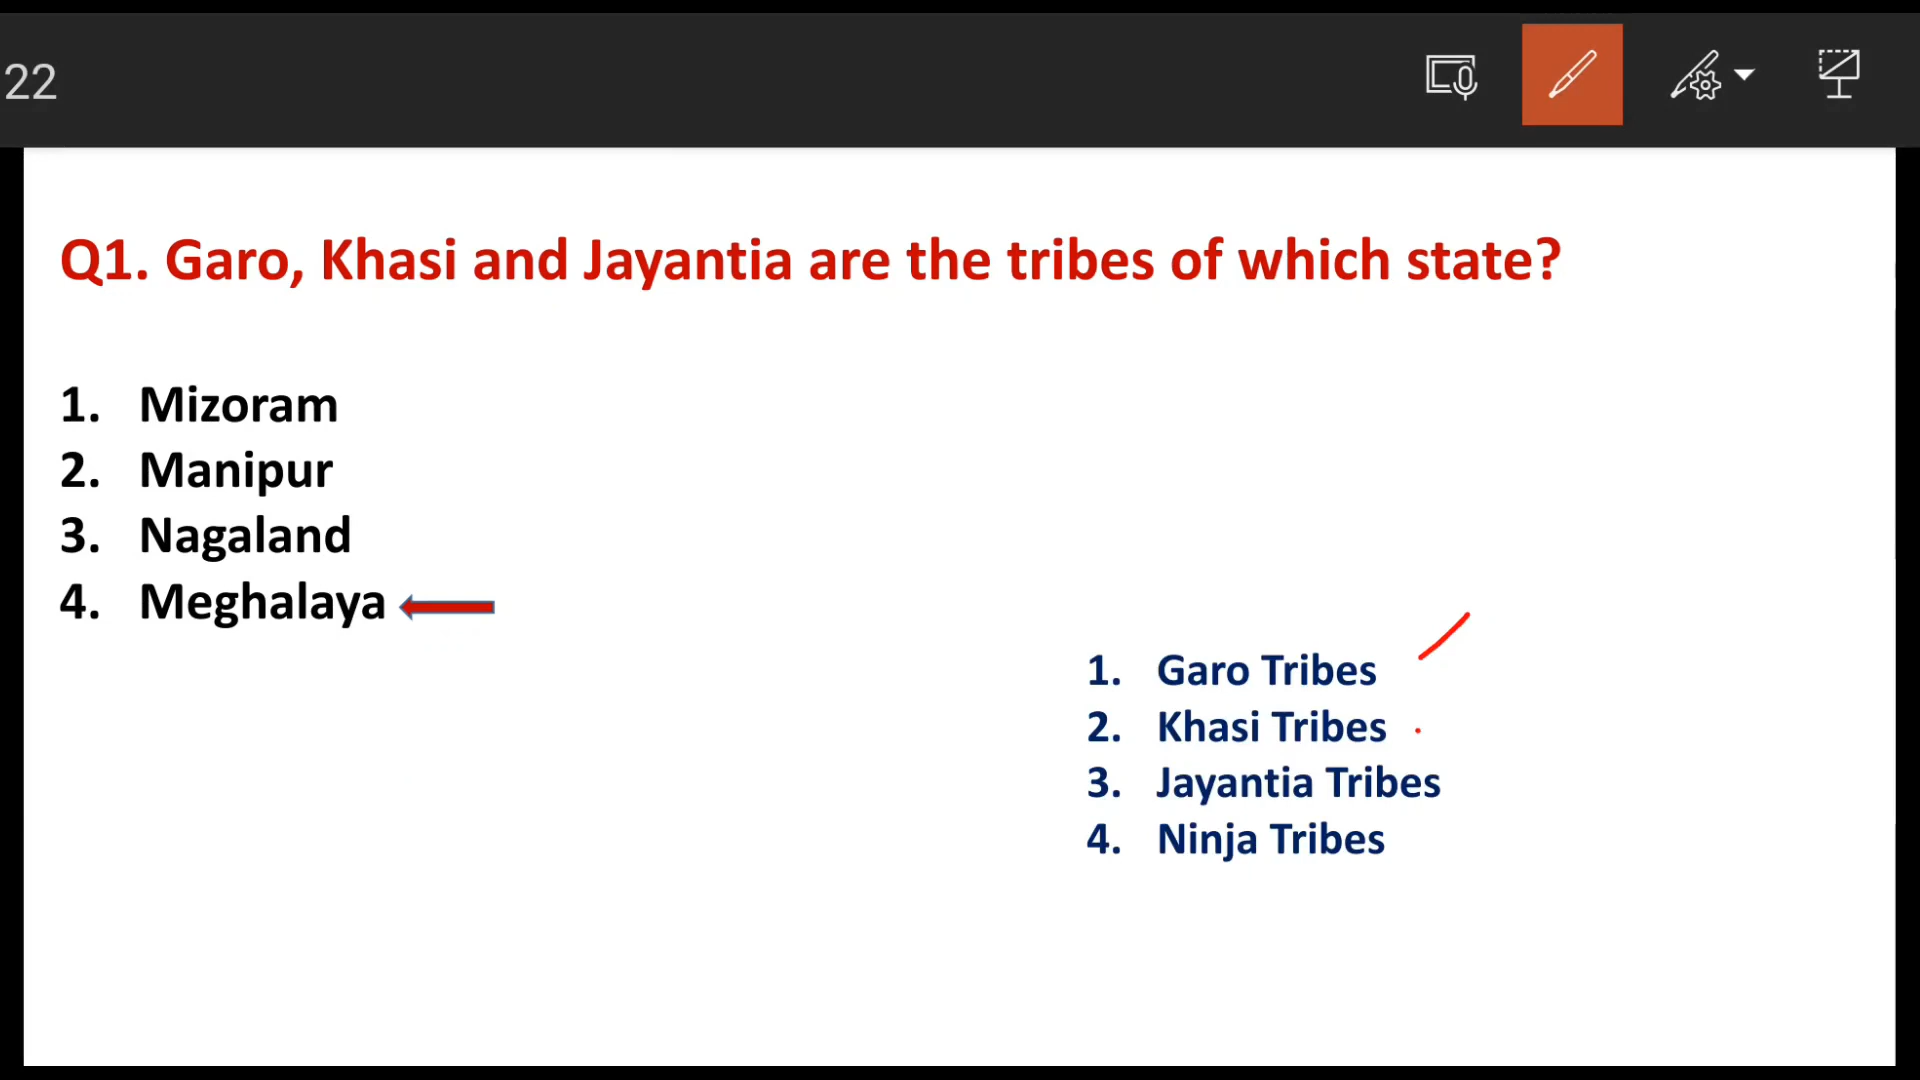 22
Q1. Garo, Khasi and Jayantia are the tribes of which state?
1. Mizoram
2. Manipur
3. Nagaland
4. Meghalaya
1. Garo Tribes
2. Khasi Tribes
3. Jayantia Tribes
4. Ninja Tribes